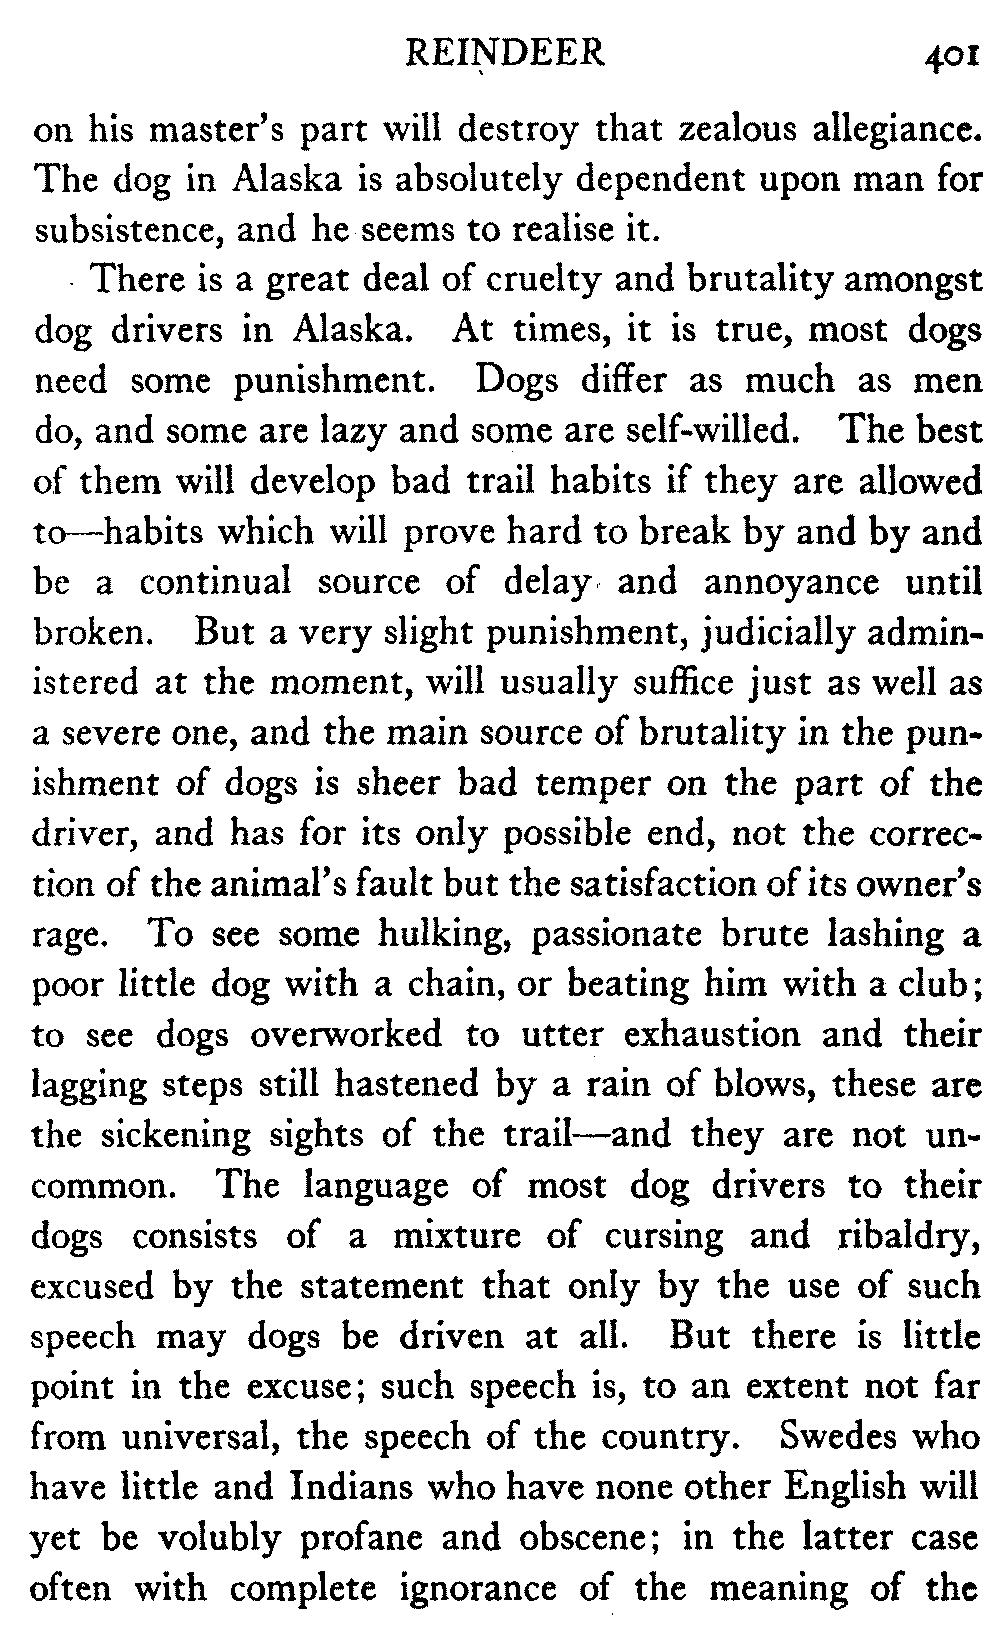 REINDEER 401
on his master's part will destroy that zealous allegiance.
The dog in Alaska is absolutely dependent upon man for
subsistence, and he seems to realise it.
There is a great deal of cruelty and brutality amongst
dog drivers in Alaska. At times, it is true, most dogs
need some punishment. Dogs differ as much as men
do, and some are lazy and some are self-willed. The best
of them will develop bad trail habits if they are allowed
to—habits which will prove hard to break by and by and
be a continual source of delay and annoyance until
broken. But a very slight punishment, judicially admin-
istered at the moment, will usually suffice just as well as
a severe one, and the main source of brutality in the pun-
ishment of dogs is sheer bad temper on the part of the
driver, and has for its only possible end, not the correc-
tion of the animal's fault but the satisfaction of its owner's
rage. To see some hulking, passionate brute lashing a
poor little dog with a chain, or beating him with a club;
to see dogs overworked to utter exhaustion and their
lagging steps still hastened by a rain of blows, these are
the sickening sights of the trail—and they are not un-
common. The language of most dog drivers to their
dogs consists of a mixture of cursing and ribaldry,
excused by the statement that only by the use of such
speech may dogs be driven at all. But there is little
point in the excuse; such speech is, to an extent not far
from universal, the speech of the country. Swedes who
have little and Indians who have none other English will
yet be volubly profane and obscene; in the latter case
often with complete ignorance of the meaning of the